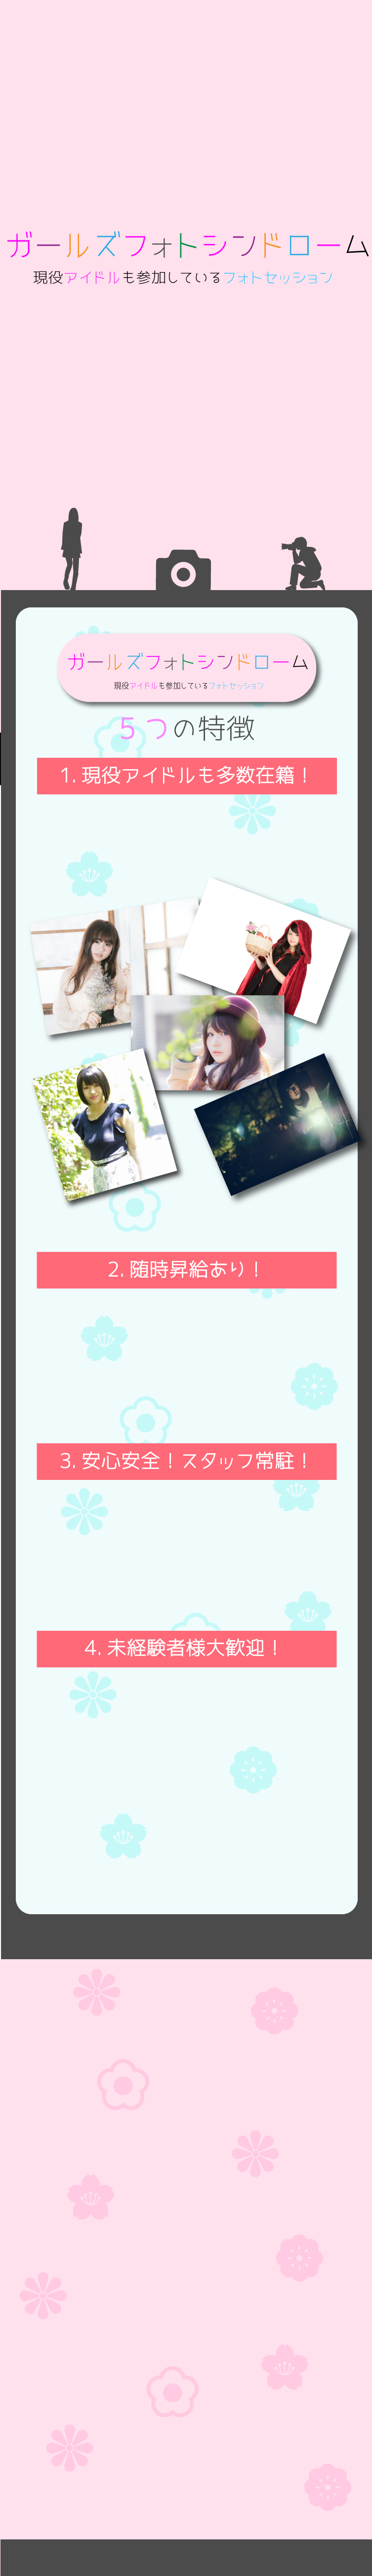 ガールズフォトシンドローム
現役アイドルも参加しているフォトセッション
ガールズフォトシンドローム
現役アイドルも参加しているフォトセッション
５つの特徴
1. 現役アイドルも多数在籍！
2. 随時昇給あり！
3. 安心安全！スタッフ常駐！
4. 未経験者様大歓迎！